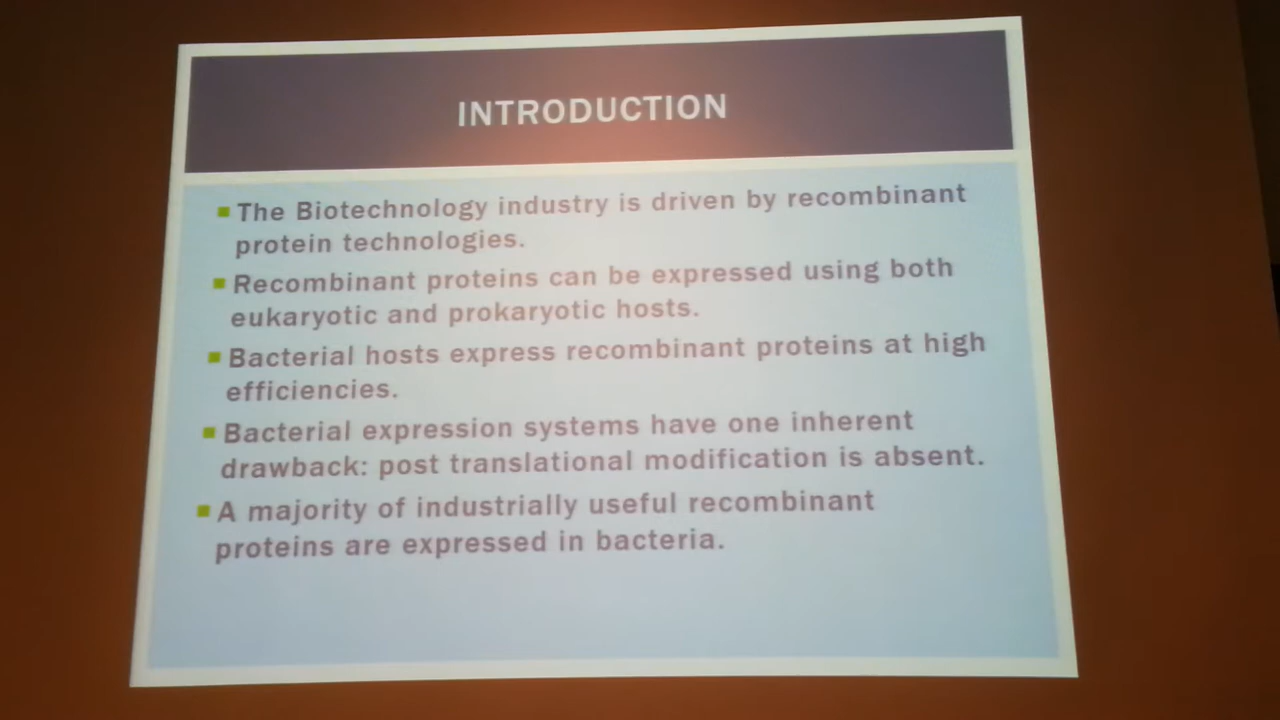 INTRODUCTION
The Biotechnology industry is driven by recombinant
protein technologies.
Recombinant proteins can be expressed using both
eukaryotic and prokaryotic hosts.
Bacterial hosts express recombinant proteins at high
efficiencies.
Bacterial expression systems have one inherent
drawback: post translational modification is absent.
A majority of industrially useful recombinant
proteins are expressed in bacteria.